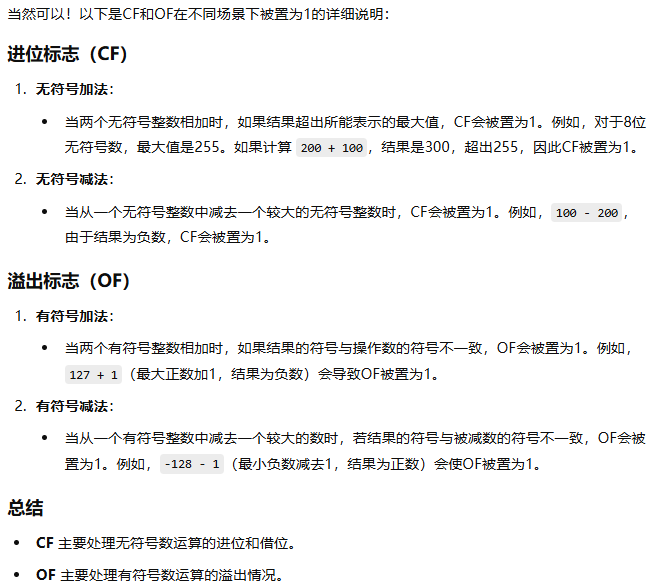 当然可以！以下是CF和OF在不同场景下被置为1的详细说明：
进位标志（CF）
1. 无符号加法：
• 当两个无符号整数相加时，如果结果超出所能表示的最大值，CF会被置为1。例如，对于8位
无符号数，最大值是255。如果计算 200 + 100，结果是300，超出255，因此CF被置为1。
2. 无符号减法：
• 当从一个无符号整数中减去一个较大的无符号整数时，CF会被置为1。例如，100 - 200，
由于结果为负数，CF会被置为1。
溢出标志（OF）
1. 有符号加法：
• 当两个有符号整数相加时，如果结果的符号与操作数的符号不一致，OF会被置为1。例如，
127 + 1（最大正数加1，结果为负数）会导致OF被置为1。
2. 有符号减法：
• 当从一个有符号整数中减去一个较大的数时，若结果的符号与被减数的符号不一致，OF会被
置为1。例如，-128 - 1（最小负数减去1，结果为正数）会使OF被置为1。
总结
• CF 主要处理无符号数运算的进位和借位。
• OF 主要处理有符号数运算的溢出情况。